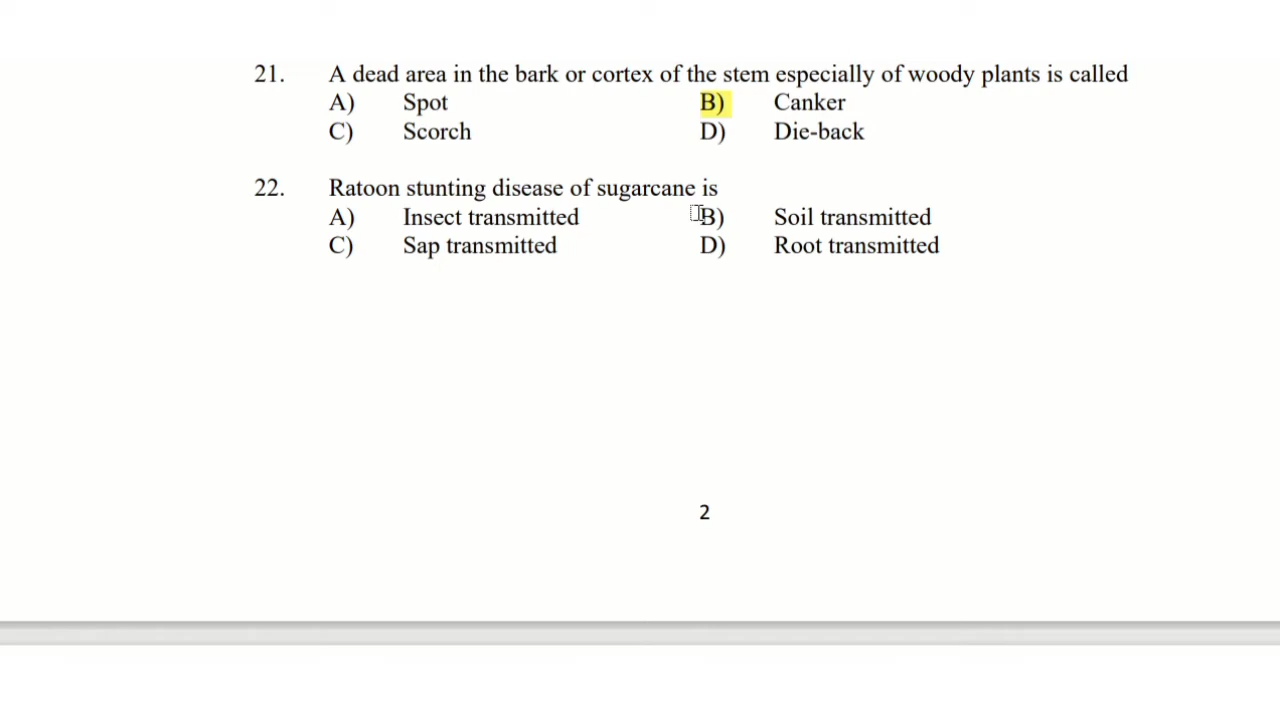 21. A dead area in the bark or cortex of the stem especially of woody plants is called
A) Spot B) Canker
C) Scorch D) Die-back
22. Ratoon stunting disease of sugarcane is
A) Insect transmitted B) Soil transmitted
C) Sap transmitted D) Root transmitted
2